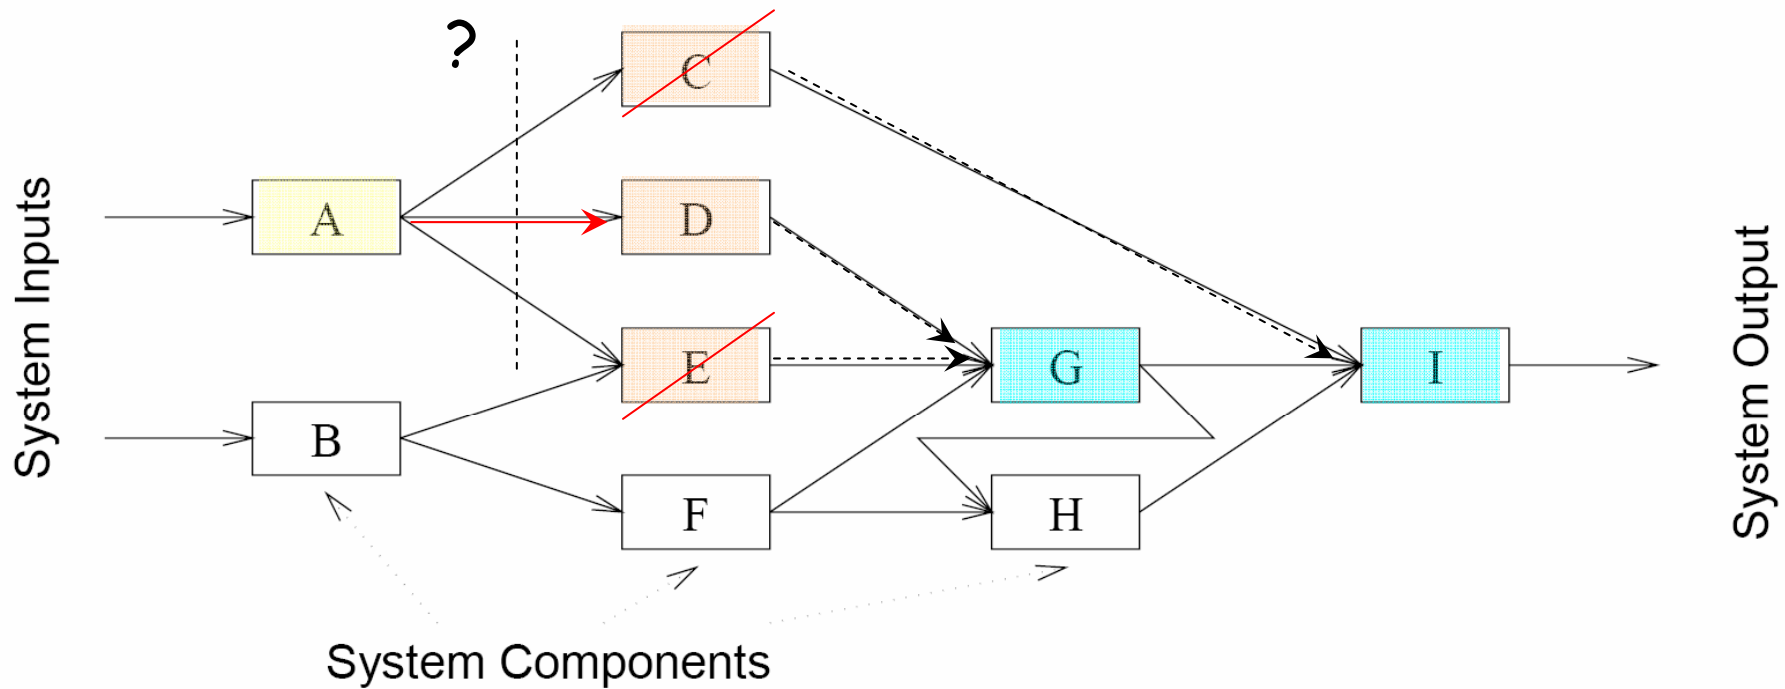 ?
C
A
D
E
G
I
B
F
H
System Inputs
System Output
System Components